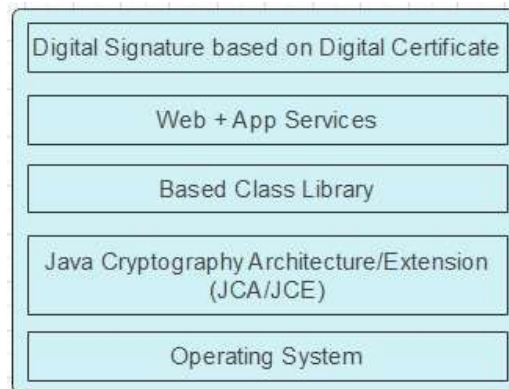 Digital Signature based on Digital Certificate
Web + App Services
Based Class Library
Java Cryptography Architecture/Extension
(JCA/JCE)
Operating System